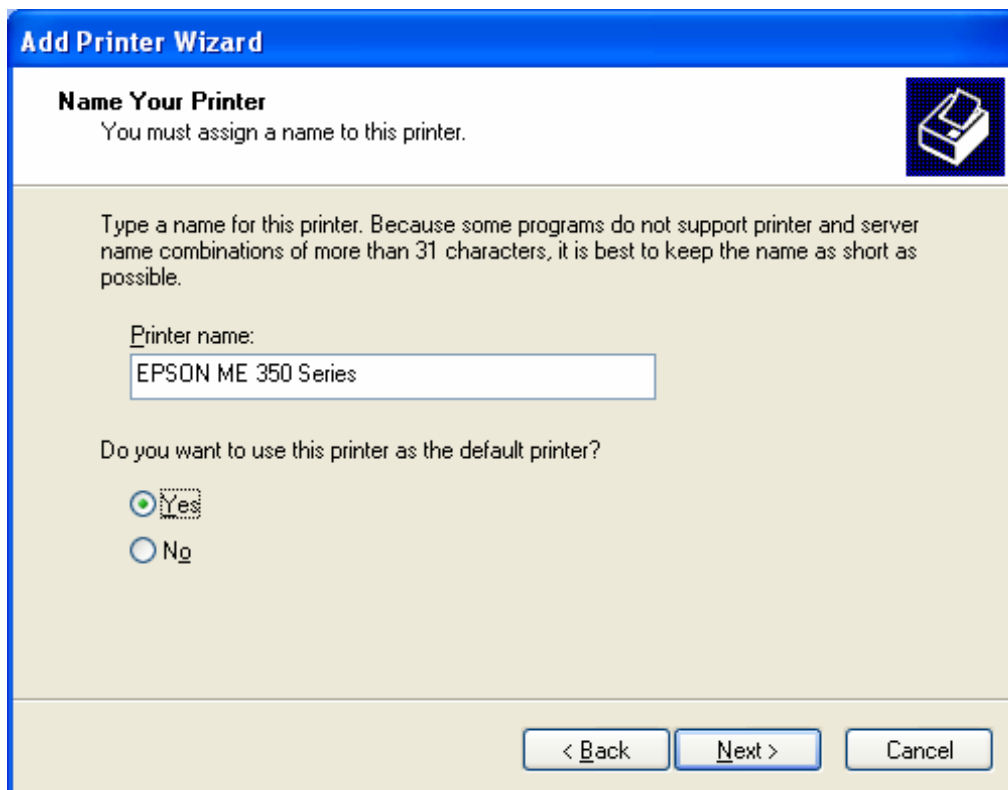 Add Printer Wizard
Name Your Printer
You must assign a name to this printer.
Type a name for this printer. Because some programs do not support printer and server
name combinations of more than 31 characters, it is best to keep the name as short as
possible.
Printer name:
EPSON ME 350 Series
Do you want to use this printer as the default printer?
Yes
No
< Back Next > Cancel